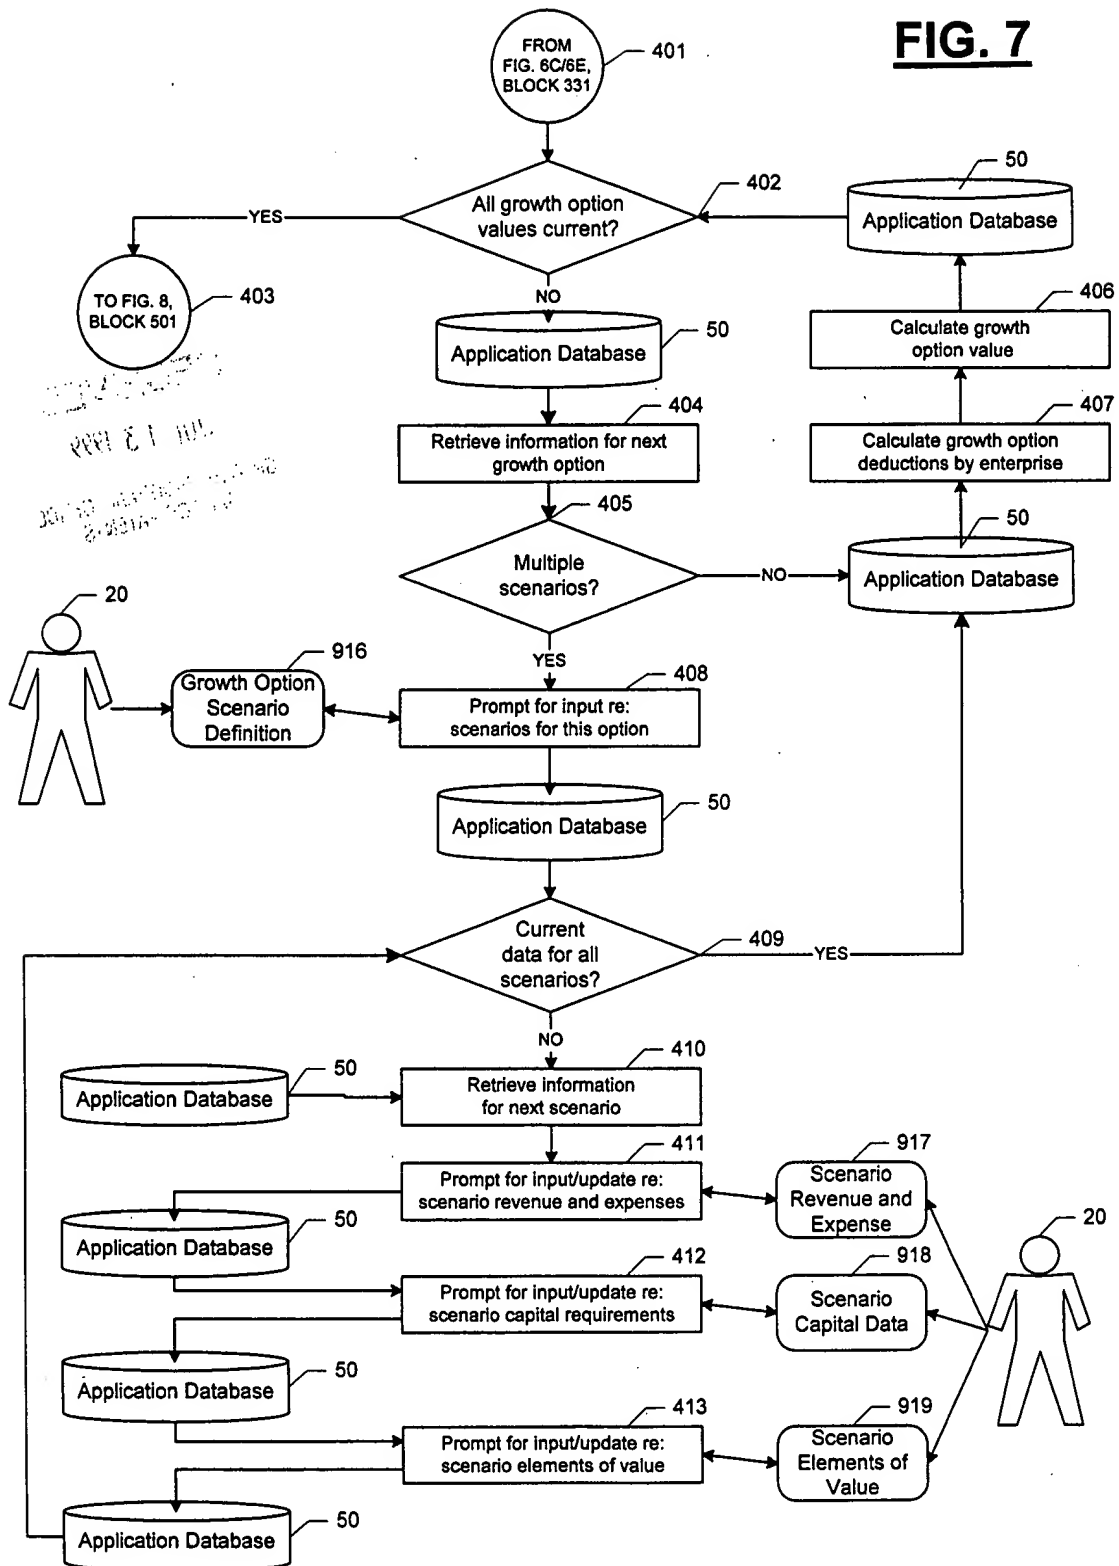 FIG. 7
FROM
FIG. 6C/6E,
BLOCK 331
401
402
All growth option
values current?
YES
50
Application Database
TO FIG. 8,
BLOCK 501
403
NO
50
Application Database
406
Calculate growth
option value
404
Retrieve information for next
growth option
407
Calculate growth option
deductions by enterprise
JUL 13 1999
405
Multiple
scenarios?
NO
50
Application Database
20
916
Growth Option
Scenario
Definition
YES
408
Prompt for input re:
scenarios for this option
50
Application Database
Current
data for all
scenarios?
409
YES
NO
50
Application Database
410
Retrieve information
for next scenario
411
Prompt for input/update re:
scenario revenue and expenses
917
Scenario
Revenue and
Expense
50
Application Database
20
412
Prompt for input/update re:
scenario capital requirements
918
Scenario
Capital Data
50
Application Database
413
Prompt for input/update re:
scenario elements of value
919
Scenario
Elements of
Value
50
Application Database